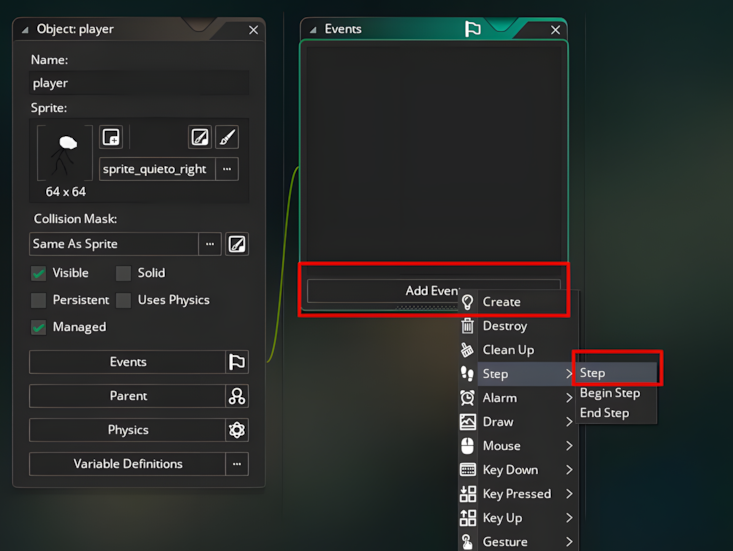 Object: player
Name:
player
Sprite:
sprite_quieto_right
64 x 64
Collision Mask:
Same As Sprite
Visible
Solid
Persistent
Uses Physics
Managed
Events
Parent
Physics
Variable Definitions
Events
Add Event
Create
Destroy
Clean Up
Step
Alarm
Draw
Mouse
Key Down
Key Pressed
Key Up
Gesture
Step
Begin Step
End Step